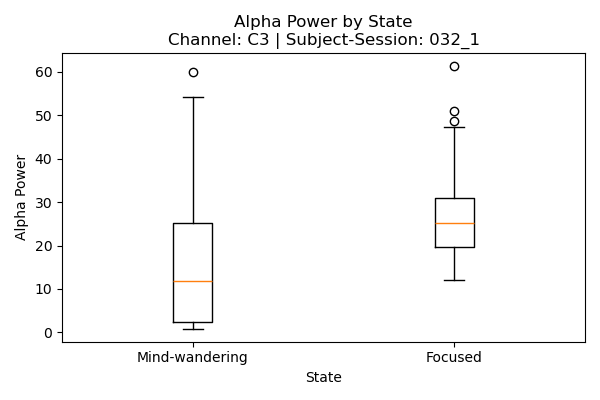 Alpha Power by State
Channel: C3 | Subject-Session: 032_1
Alpha Power
60
50
40
30
20
10
0
Mind-wandering
Focused
State